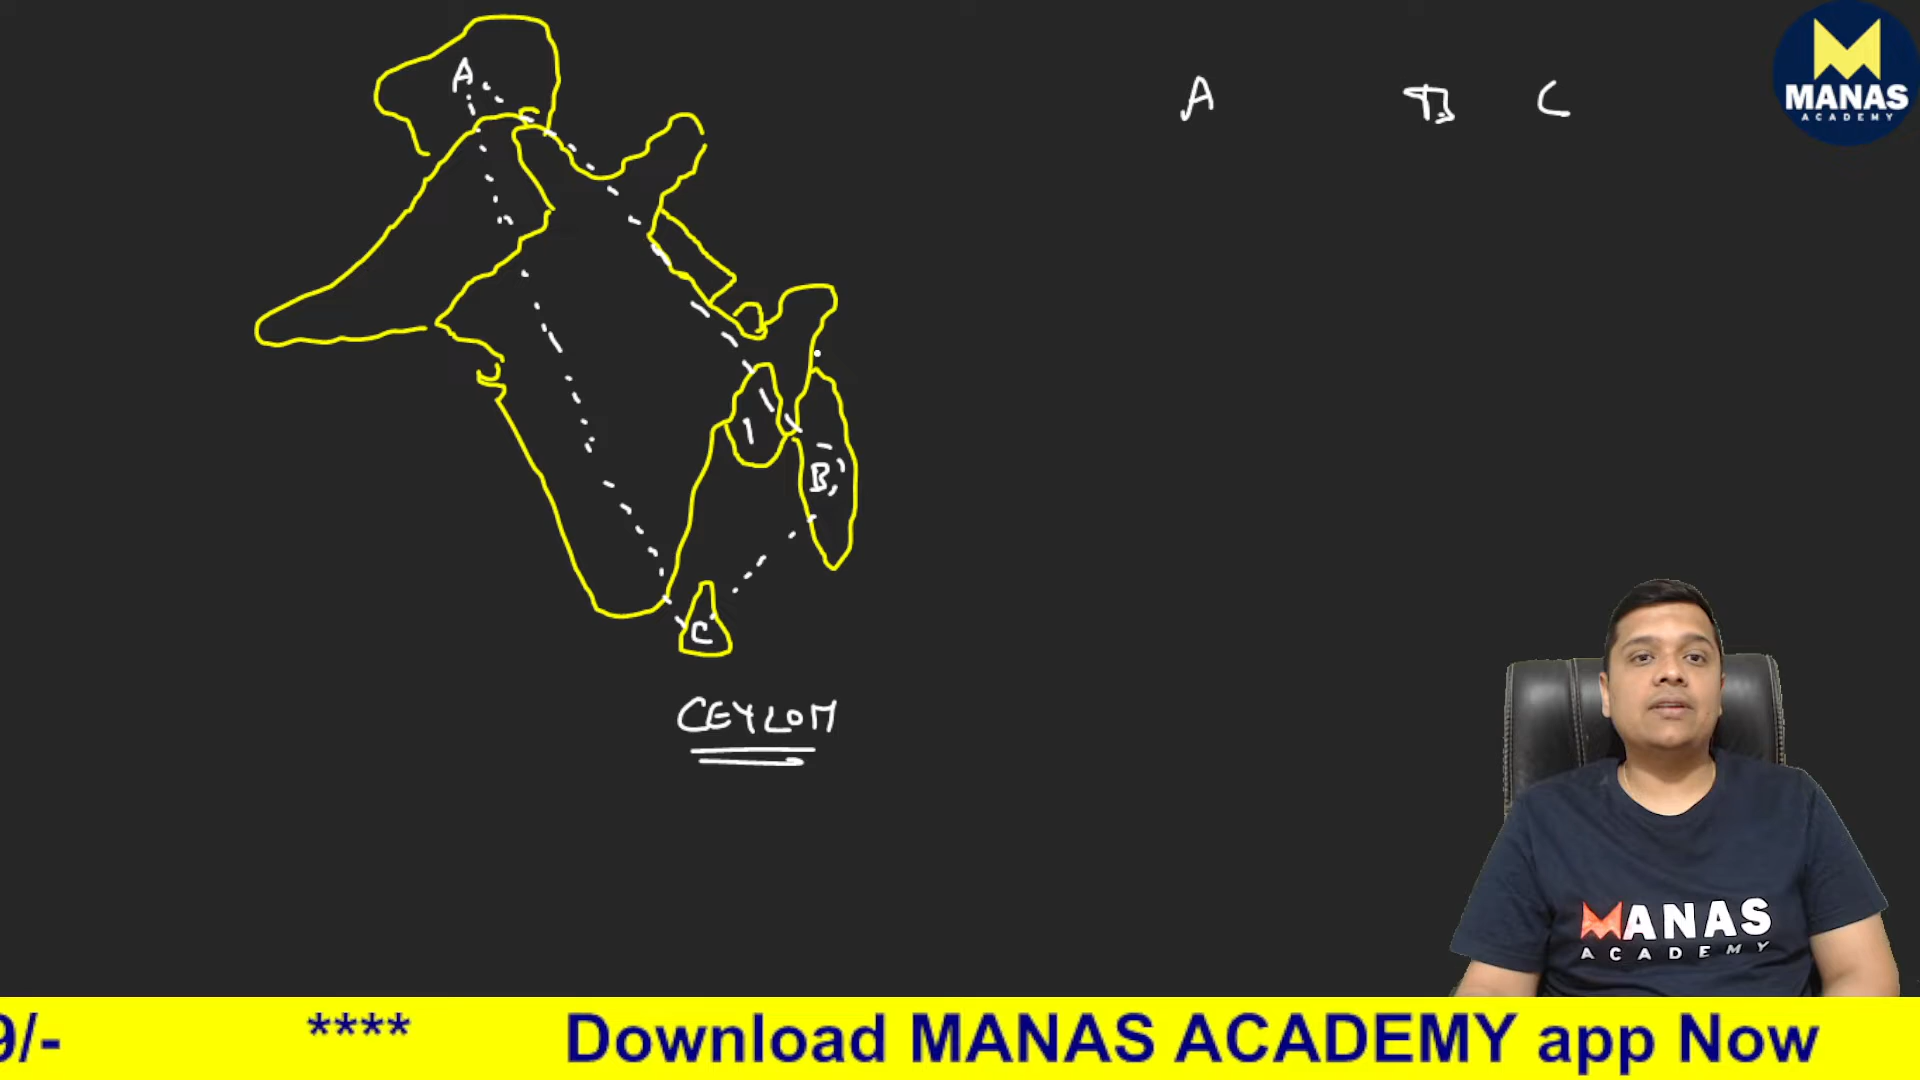 A
A B C
MANAS
ACADEMY
1
B
C
CEYLON
MANAS
ACADEMY
9/- **** Download MANAS ACADEMY app Now